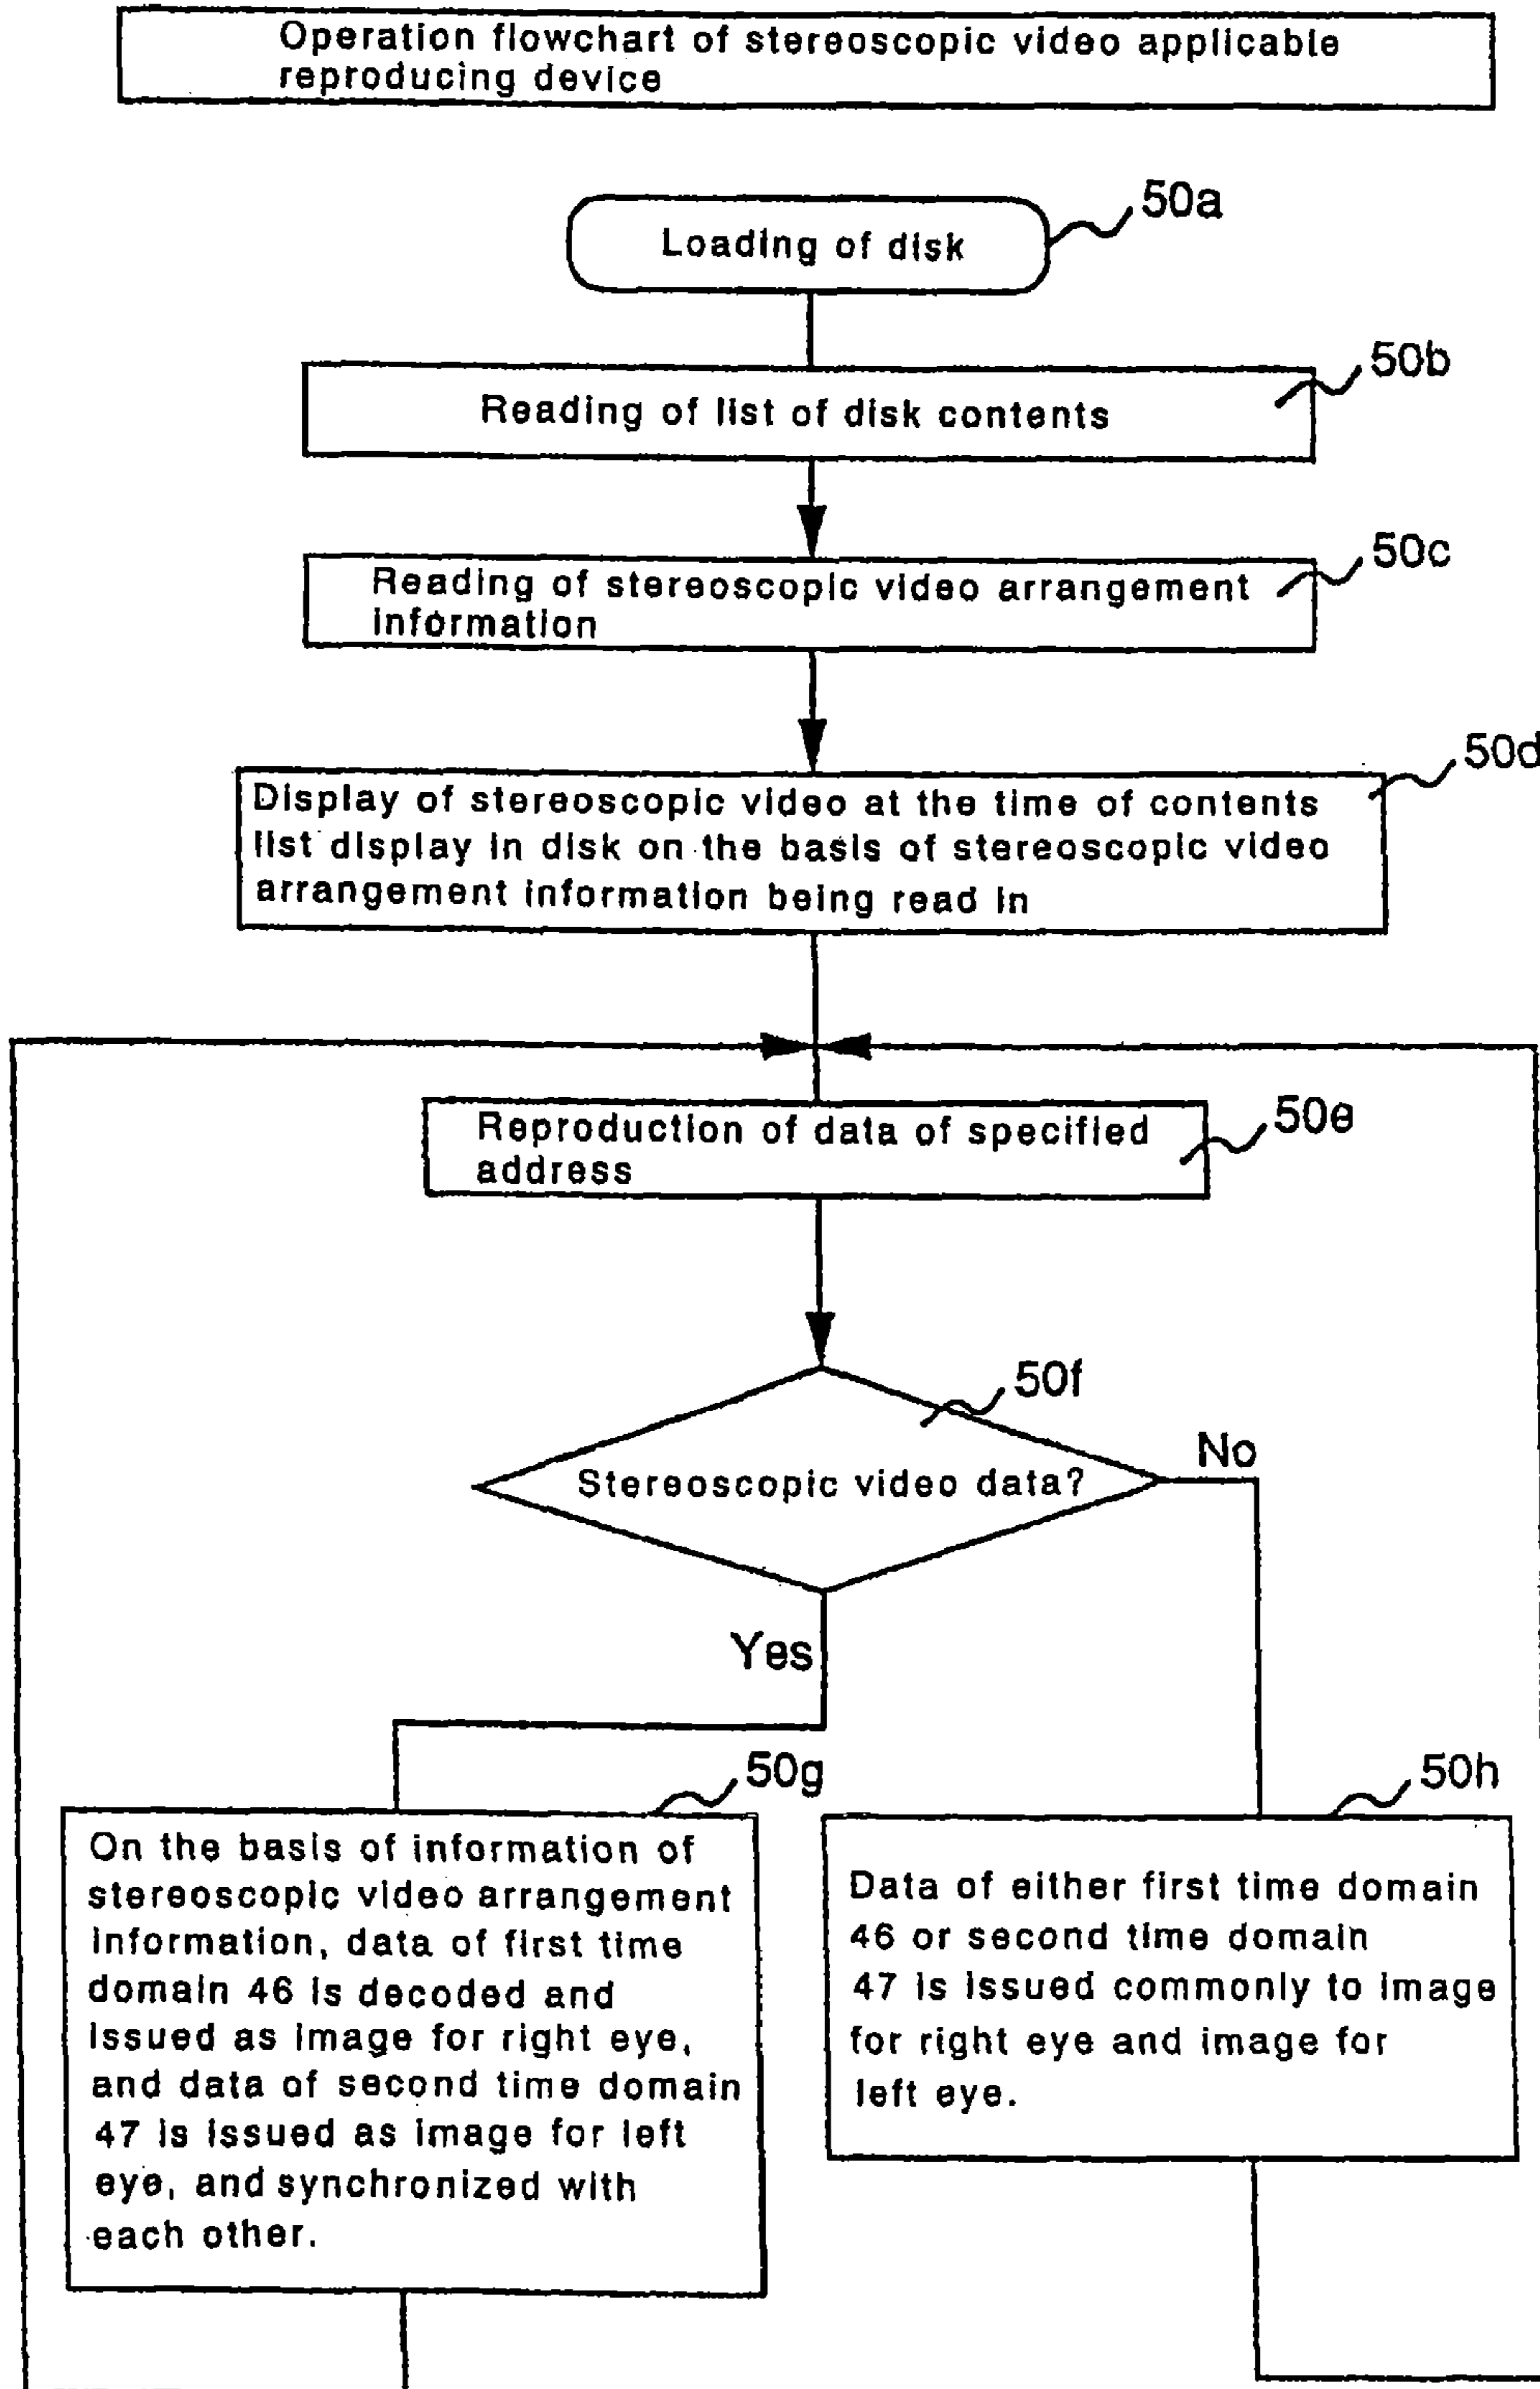 Operation flowchart of stereoscopic video applicable
reproducing device
50a
Loading of disk
50b
Reading of list of disk contents
50c
Reading of stereoscopic video arrangement
information
50d
Display of stereoscopic video at the time of contents
list display in disk on the basis of stereoscopic video
arrangement information being read in
50e
Reproduction of data of specified
address
50f
Stereoscopic video data?
No
Yes
50g
On the basis of information of
stereoscopic video arrangement
information, data of first time
domain 46 is decoded and
issued as image for right eye,
and data of second time domain
47 is issued as image for left
eye, and synchronized with
each other.
50h
Data of either first time domain
46 or second time domain
47 is issued commonly to image
for right eye and image for
left eye.